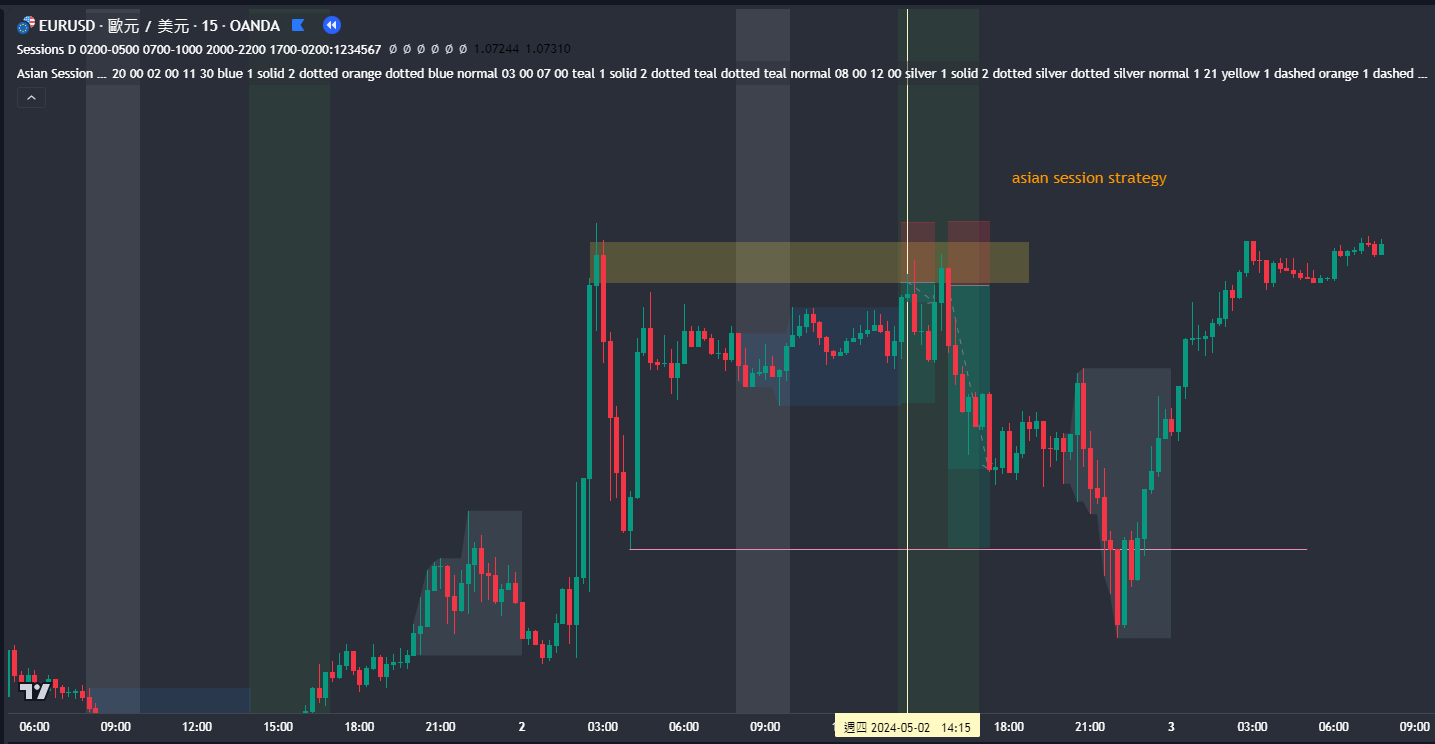 EURUSD · 歐元 / 美元 · 15 · OANDA
Sessions D 0200-0500 0700-1000 2000-2200 1700-0200:1234567 Ø Ø Ø Ø Ø Ø 1.07244 1.07310
Asian Session ... 20 00 02 00 11 30 blue 1 solid 2 dotted orange dotted blue normal 03 00 07 00 teal 1 solid 2 dotted teal dotted teal normal 08 00 12 00 silver 1 solid 2 dotted silver dotted silver normal 1 21 yellow 1 dashed orange 1 dashed ...
asian session strategy
06:00 09:00 12:00 15:00 18:00 21:00 2 03:00 06:00 09:00 週四 2024-05-02 14:15 18:00 21:00 3 03:00 06:00 09:00